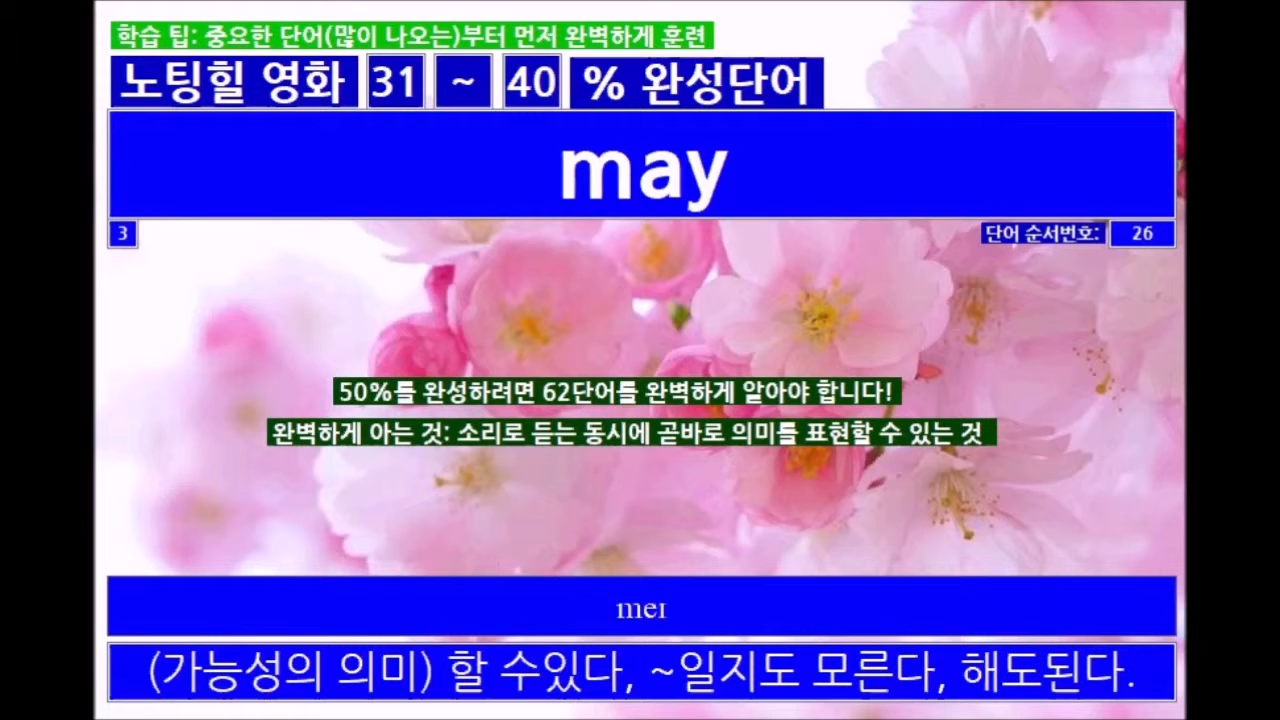 학습 팁: 중요한 단어(많이 나오는)부터 먼저 완벽하게 훈련
노팅힐 영화 31 ~ 40 % 완성단어
may
3 단어 순서번호: 26
50%를 완성하려면 62단어를 완벽하게 알아야 합니다!
완벽하게 아는 것: 소리로 듣는 동시에 곧바로 의미를 표현할 수 있는 것
meɪ
(가능성의 의미) 할 수있다, ~일지도 모른다, 해도된다.